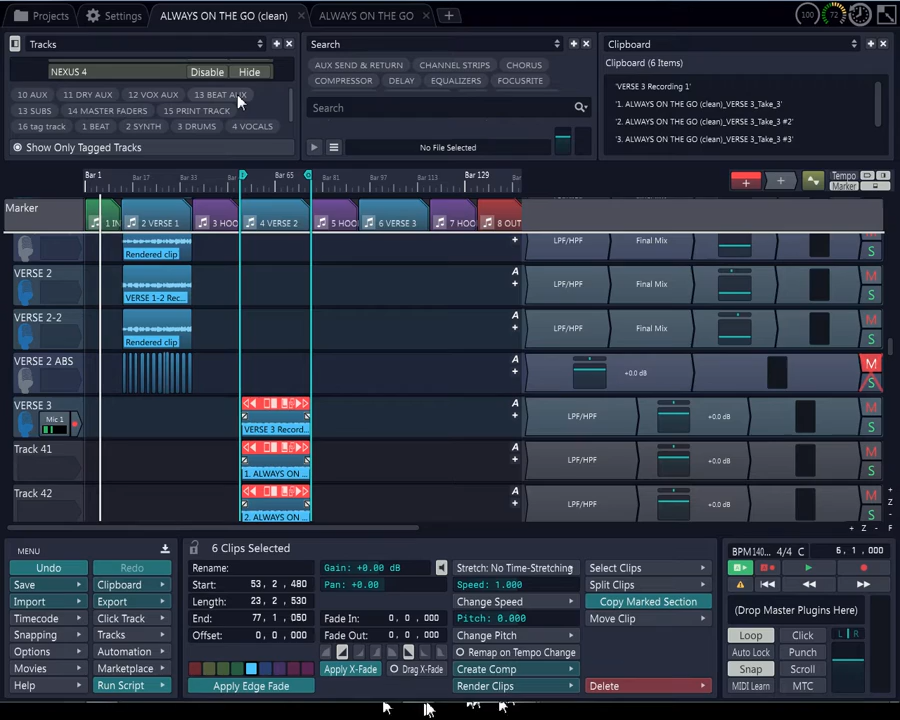 Projects Settings ALWAYS ON THE GO (clean) ALWAYS ON THE GO 100 72
Tracks
NEXUS 4 Disable Hide
10 AUX 11 DRY AUX 12 VOX AUX 13 BEAT AUX
13 SUBS 14 MASTER FADERS 15 PRINT TRACK
16 tag track 1 BEAT 2 SYNTH 3 DRUMS 4 VOCALS
Show Only Tagged Tracks
Search
AUX SEND & RETURN CHANNEL STRIPS CHORUS
COMPRESSOR DELAY EQUALIZERS FOCUSRITE
Search
No File Selected
Clipboard
Clipboard (6 Items)
'VERSE 3 Recording 1'
'1. ALWAYS ON THE GO (clean)_VERSE 3_Take_3'
'2. ALWAYS ON THE GO (clean)_VERSE 3_Take_3 #2'
'3. ALWAYS ON THE GO (clean)_VERSE 3_Take_3 #3'
Bar 1 Bar 17 Bar 33 Bar 65 Bar 81 Bar 97 Bar 113 Bar 129 Tempo
Marker
Marker 1 IN 2 VERSE 1 3 HOO 4 VERSE 2 5 HOO 6 VERSE 3 7 HOO 8 OUT
Rendered clip LPF/HPF Final Mix S
VERSE 2 VERSE 1-2 Rec... LPF/HPF Final Mix M S
VERSE 2-2 Rendered clip LPF/HPF Final Mix M S
VERSE 2 ABS +0.0 dB M S
VERSE 3 A M
Mic 1 VERSE 3 Record... LPF/HPF +0.0 dB S
Track 41 A 1. ALWAYS ON ... LPF/HPF +0.0 dB M S
Track 42 A 2. ALWAYS ON ... LPF/HPF +0.0 dB M S
Z
Z F
MENU
Undo Redo
Save Clipboard
Import Export
Timecode Click Track
Snapping Tracks
Options Automation
Movies Marketplace
Help Run Script
6 Clips Selected
Rename:
Start: 53, 2, 480
Length: 23, 2, 530
End: 77, 1, 050
Offset: 0, 0, 000
Apply Edge Fade
Gain: +0.00 dB
Pan: +0.00
Fade In: 0, 0, 000
Fade Out: 0, 0, 000
Apply X-Fade Drag X-Fade
Stretch: No Time-Stretching
Speed: 1.000
Change Speed
Pitch: 0.000
Change Pitch
Remap on Tempo Change
Create Comp
Render Clips
Select Clips
Split Clips
Copy Marked Section
Move Clip
Delete
BPM140... 4/4 C 6, 1, 000
A
(Drop Master Plugins Here)
Loop Click L R
Auto Lock Punch
Snap Scroll
MIDI Learn MTC